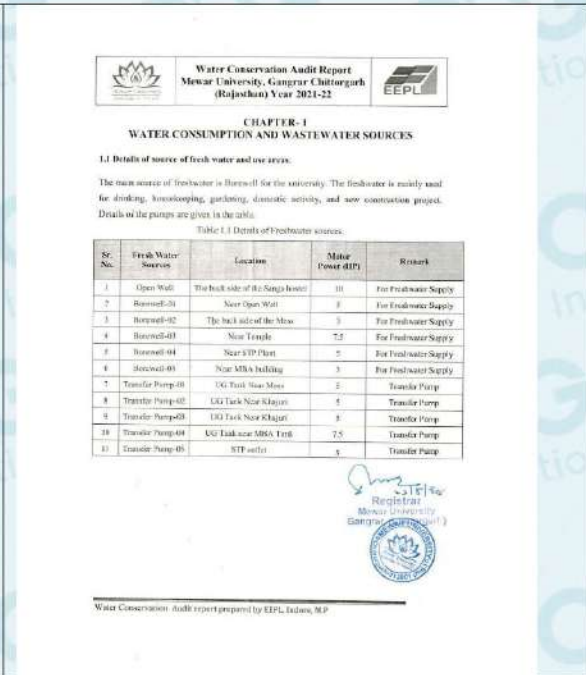 Water Conservation Audit Report
Mewar University, Gangrar Chittorgarh
(Rajasthan) Year 2021-22
EEPL
CHAPTER- 1
WATER CONSUMPTION AND WASTEWATER SOURCES
1.1 Details of source of fresh water and use areas:
The main source of freshwater is Borewell for the university. The freshwater is mainly used
for drinking, housekeeping, gardening, domestic activity, and new construction project.
Details of the pumps are given in the table.
Table 1.1 Details of Freshwater sources:
Sr. No. Fresh Water Sources Location Motor Power (HP) Remark
1 Open Well The back side of the Sanga hostel 10 For Freshwater Supply
2 Borewell-01 Near Open Well For Freshwater Supply
3 Borewell-02 The back side of the Mess For Freshwater Supply
4 Borewell-03 Near Temple 7.5 For Freshwater Supply
5 Borewell-04 Near STP Plant 5 For Freshwater Supply
6 Borewell-05 Near MBA building For Freshwater Supply
7 Transfer Pump-01 UG Tank Near Mess 5 Transfer Pump
8 Transfer Pump-02 UG Tank Near Khajuri 5 Transfer Pump
9 Transfer Pump-03 UG Tank Near Khajuri Transfer Pump
10 Transfer Pump-04 UG Tank near MBA Tank 7.5 Transfer Pump
11 Transfer Pump-05 STP outlet 5 Transfer Pump
Registrar
Mewar University
Gangrar
Water Conservation Audit report prepared by EEPL, Indore, M.P